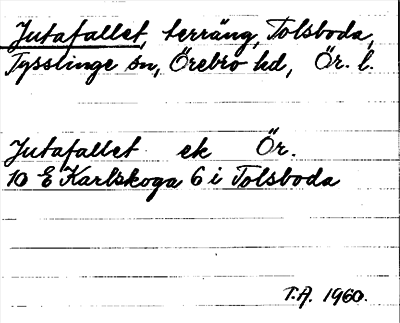 Jutafallet, terräng, Tolsboda,
Tysslinge sn, Örebro hd, Ör. l.
Jutafallet ek Ör.
10 E Karlskoga 6 i Tolsboda
T.A. 1960.